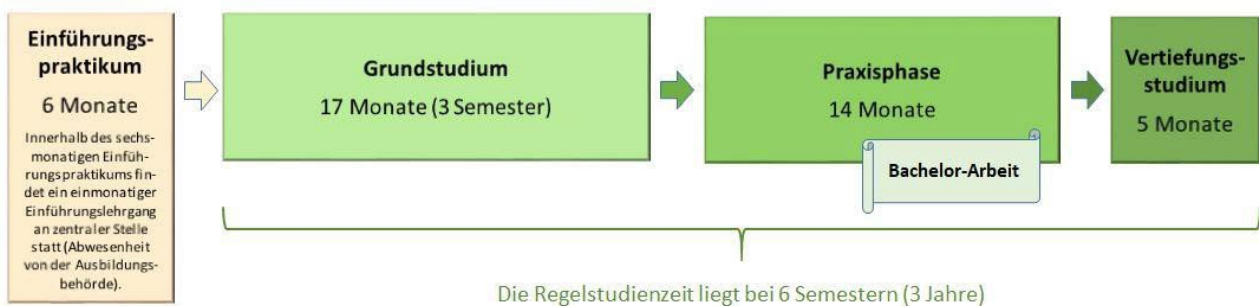 Einführungs-
praktikum
6 Monate
Innerhalb des sechs-
monatigen Einfüh-
rungspraktikums fin-
det ein einmonatiger
Einführungslehrgang
an zentraler Stelle
statt (Abwesenheit
von der Ausbildungs-
behörde).
Grundstudium
17 Monate (3 Semester)
Praxisphase
14 Monate
Bachelor-Arbeit
Vertiefungs-
studium
5 Monate
Die Regelstudienzeit liegt bei 6 Semestern (3 Jahre)